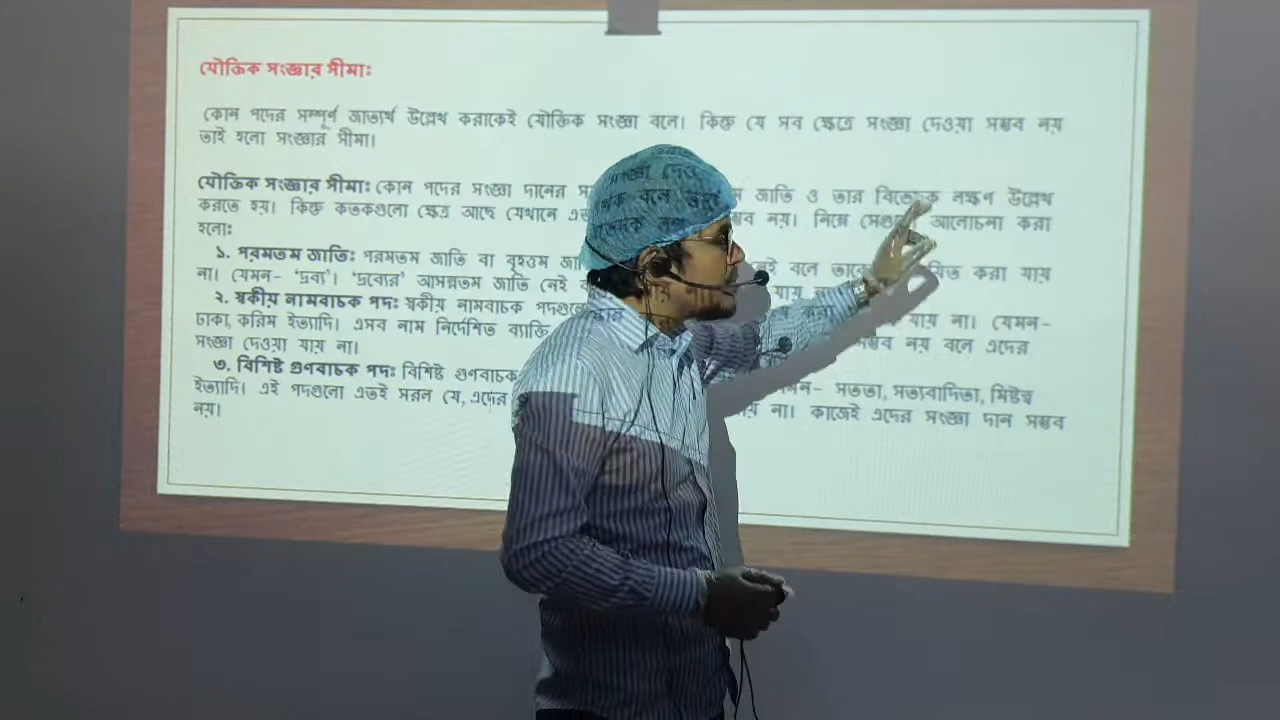 যৌক্তিক সংজ্ঞার সীমাঃ
কোন পদের সম্পূর্ণ জাত্যর্থ উল্লেখ করাকেই যৌক্তিক সংজ্ঞা বলে। কিন্তু যে সব ক্ষেত্রে সংজ্ঞা দেওয়া সম্ভব নয়
তাই হলো সংজ্ঞার সীমা।
যৌক্তিক সংজ্ঞার সীমাঃ কোন পদের সংজ্ঞা দানের জাতি ও তার বিভেদক লক্ষণ উল্লেখ
করতে হয়। কিন্তু কতকগুলো ক্ষেত্র আছে যেখানে নয়। নিম্নে আলোচনা করা
হলোঃ
১. পরমতম জাতিঃ পরমতম জাতি বা বৃহত্তম নেই বলে করা যায়
না। যেমন- ‘দ্রব্য’। ‘দ্রব্যের’ আসন্নতম জাতি নেই যায়
২. স্বকীয় নামবাচক পদঃ স্বকীয় নামবাচক যায় না। যেমন-
ঢাকা, করিম ইত্যাদি। এসব নাম নির্দেশিত নয় বলে এদের
সংজ্ঞা দেওয়া যায় না।
৩. বিশিষ্ট গুণবাচক পদঃ বিশিষ্ট গুণবাচক সততা, সত্যবাদিতা, মিষ্টত্ব
ইত্যাদি। এই পদগুলো এতই সরল যে, এদের না। কাজেই এদের সংজ্ঞা দান সম্ভব
নয়।